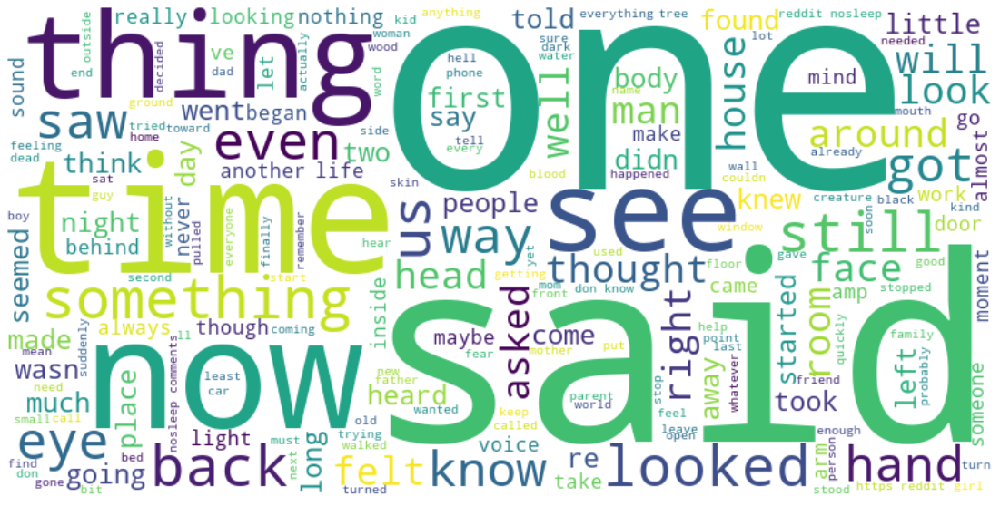 thing
one
said
time
now
see
something
back
looked
hand
know
even
saw
eye
felt
face
head
thought
still
got
around
look
will
little
found
told
house
well
man
body
first
say
didn
make
mind
knew
people
way
us
two
day
went
began
another life
think
night
behind
never
seemed
made
always
though
wasn
much
place
going
light
long
heard
inside
asked
maybe
come
right
voice
re
take
came
away
room
amp
started
took
left
someone
moment
door
work
go
almost
arm
really
looking
nothing
ve
let
sound
outside
end
decided
dad
actually
wood
woman
kid
word
anything
sure
dark
hell
phone
water
everything
tree
lot
reddit nosleep
needed
name
mouth
already
every
tell
side
ground
tried
toward
home
feeling
dead
sat
guy
boy
without
pulled
everyone
finally
remember
hear
skin
blood
happened
wall
couldn
creature
black
kind
soon
window
used
yet
getting
mom
front
don know
floor
gave
good
stopped
second
start
coming
suddenly
mean
ll
need
small
call
least
car
nosleep comments
new
father
fear
mother
put
wanted
help
point
last
whatever
friend
quickly
family
probably
parent
world
stop
feel
leave
open
keep
called
old
trying
walked
turned
must
next
bed
find
don
gone
bit
enough
person
stood
turn
https reddit
girl